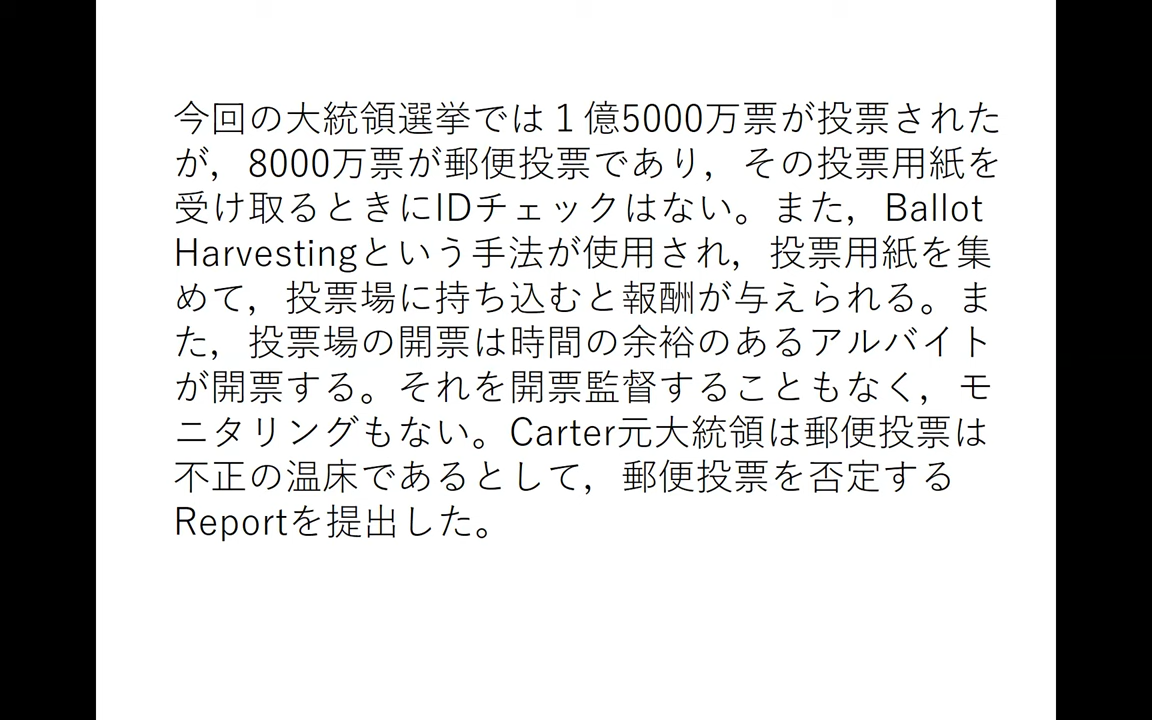 今回の大統領選挙では１億5000万票が投票された
が，8000万票が郵便投票であり，その投票用紙を
受け取るときにIDチェックはない。また，Ballot
Harvestingという手法が使用され，投票用紙を集
めて，投票場に持ち込むと報酬が与えられる。ま
た，投票場の開票は時間の余裕のあるアルバイト
が開票する。それを開票監督することもなく，モ
ニタリングもない。Carter元大統領は郵便投票は
不正の温床であるとして，郵便投票を否定する
Reportを提出した。